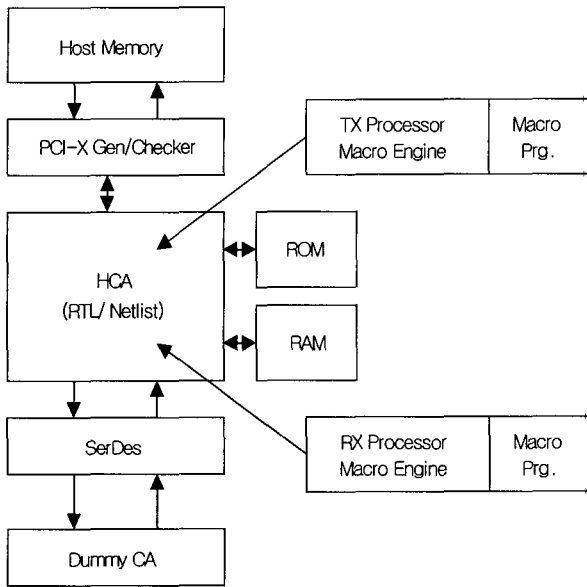 Host Memory
PCI-X Gen/Checker
TX Processor
Macro Engine
Macro
Prg.
HCA
(RTL/ Netlist)
ROM
RAM
SerDes
RX Processor
Macro Engine
Macro
Prg.
Dummy CA